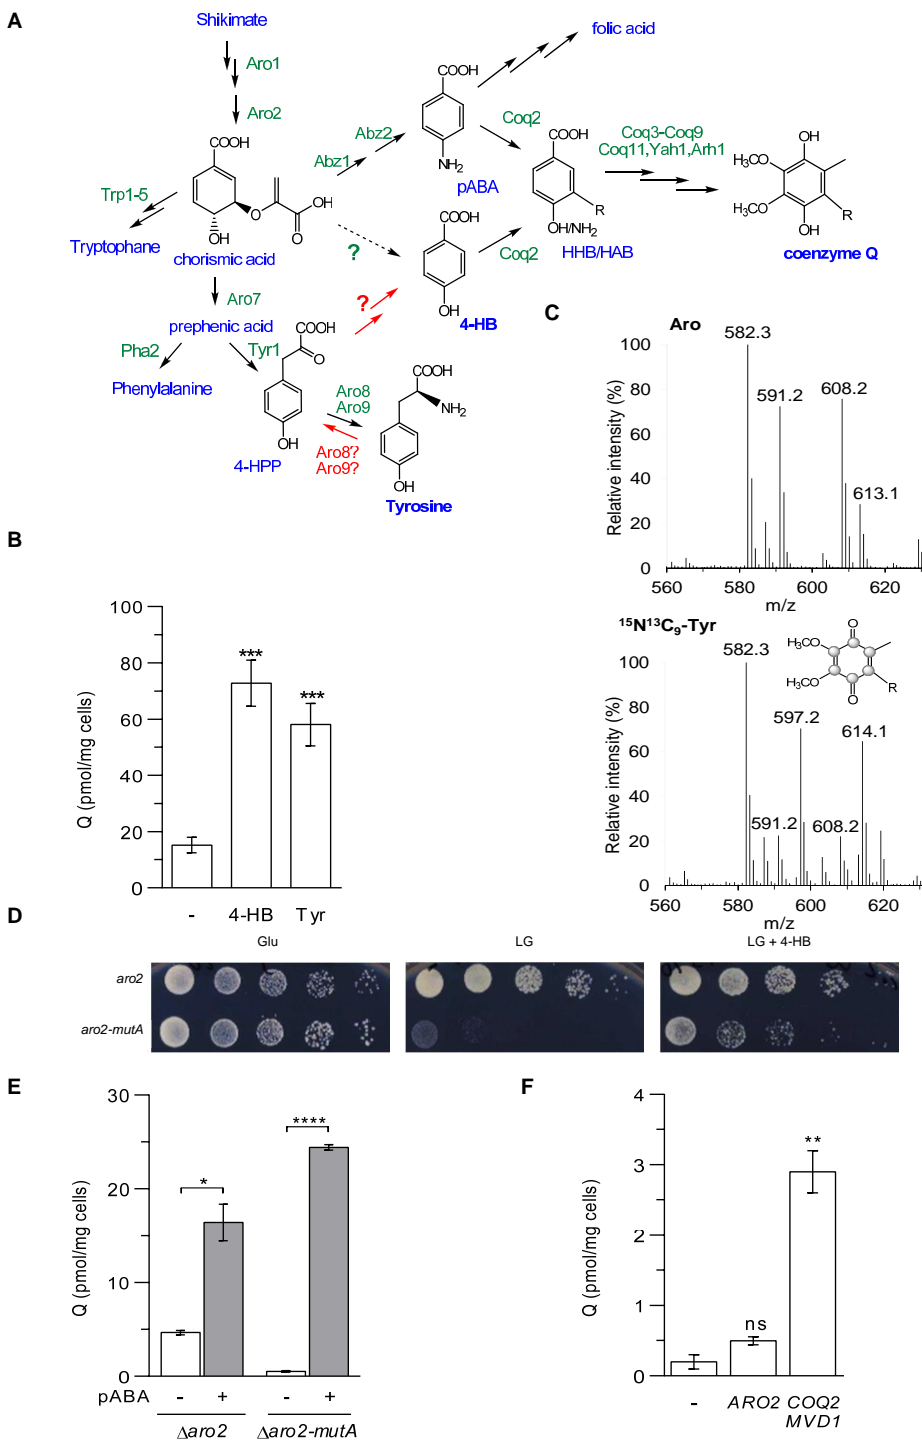 A
Shikimate
Aro1
Aro2
COOH
O
O
OH
OH
chorismic acid
Trp1-5
Tryptophane
Abz1
Abz2
COOH
NH₂
pABA
folic acid
Coq2
COOH
R
OH/NH₂
HHB/HAB
Coq3-Coq9
Coq11,Yah1,Arh1
OH
H₃CO
H₃CO
R
OH
coenzyme Q
?
COOH
OH
4-HB
Coq2
Aro7
prephenic acid
Pha2
Phenylalanine
Tyr1
?
COOH
O
OH
4-HPP
Aro8
Aro9
Aro8?
Aro9?
COOH
NH₂
OH
Tyrosine
B
Q (pmol/mg cells)
100
80
60
40
20
0
***
***
-
4-HB
Tyr
C
Aro
Relative intensity (%)
100
80
60
40
20
0
582.3
591.2
608.2
613.1
560
580
600
620
m/z
¹⁵N¹³C₉-Tyr
Relative intensity (%)
100
80
60
40
20
0
582.3
591.2
597.2
608.2
614.1
O
H₃CO
H₃CO
R
O
560
580
600
620
m/z
D
Glu
LG
LG + 4-HB
aro2
aro2-mutA
E
Q (pmol/mg cells)
30
20
10
0
*
****
pABA - + - +
Δaro2
Δaro2-mutA
F
Q (pmol/mg cells)
4
3
2
1
0
ns
**
-
ARO2
COQ2
MVD1